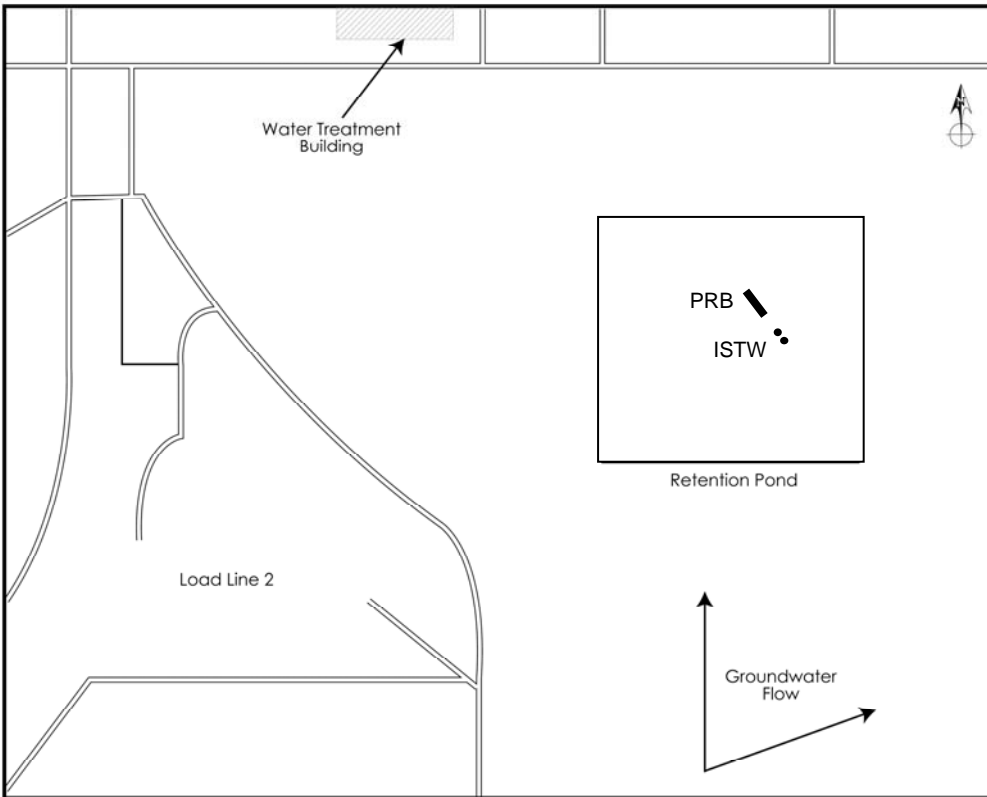 Water Treatment
Building
N
PRB
ISTW
Retention Pond
Load Line 2
Groundwater
Flow